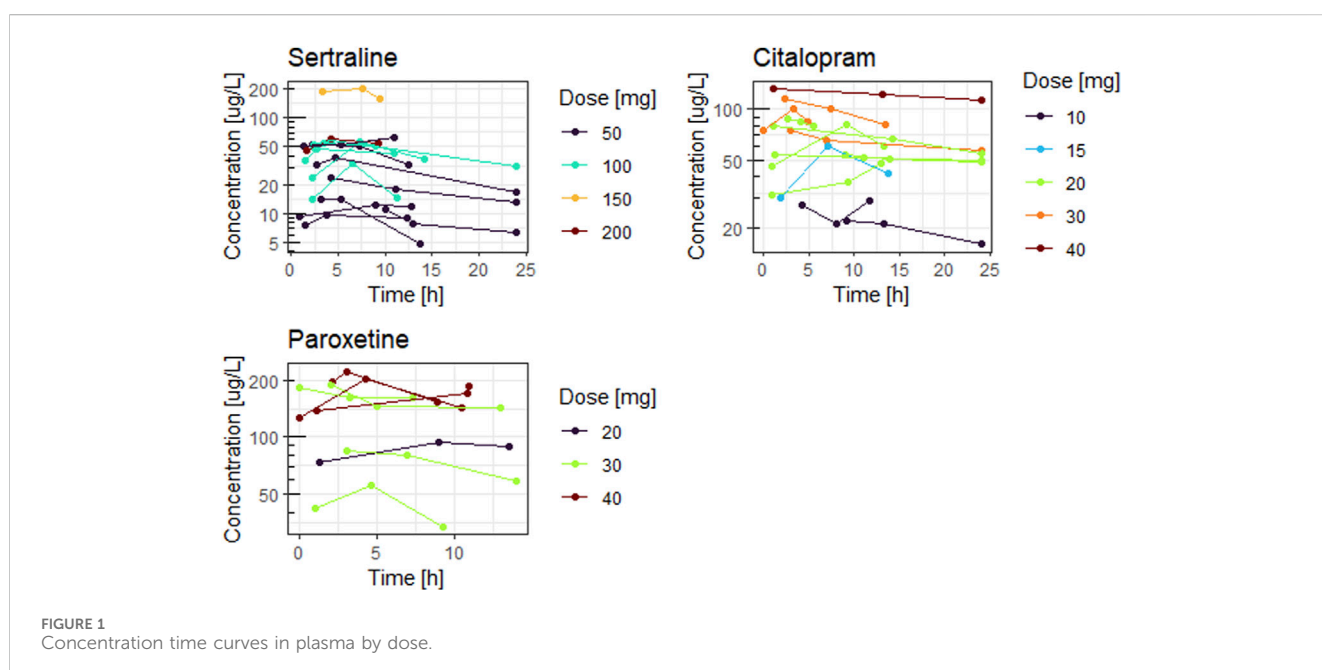 Sertraline
Concentration [ug/L]
200
100
50
20
10
5
0 5 10 15 20 25
Time [h]
Dose [mg]
50
100
150
200
Citalopram
Concentration [ug/L]
100
50
20
0 5 10 15 20 25
Time [h]
Dose [mg]
10
15
20
30
40
Paroxetine
Concentration [ug/L]
200
100
50
0 5 10
Time [h]
Dose [mg]
20
30
40
FIGURE 1
Concentration time curves in plasma by dose.